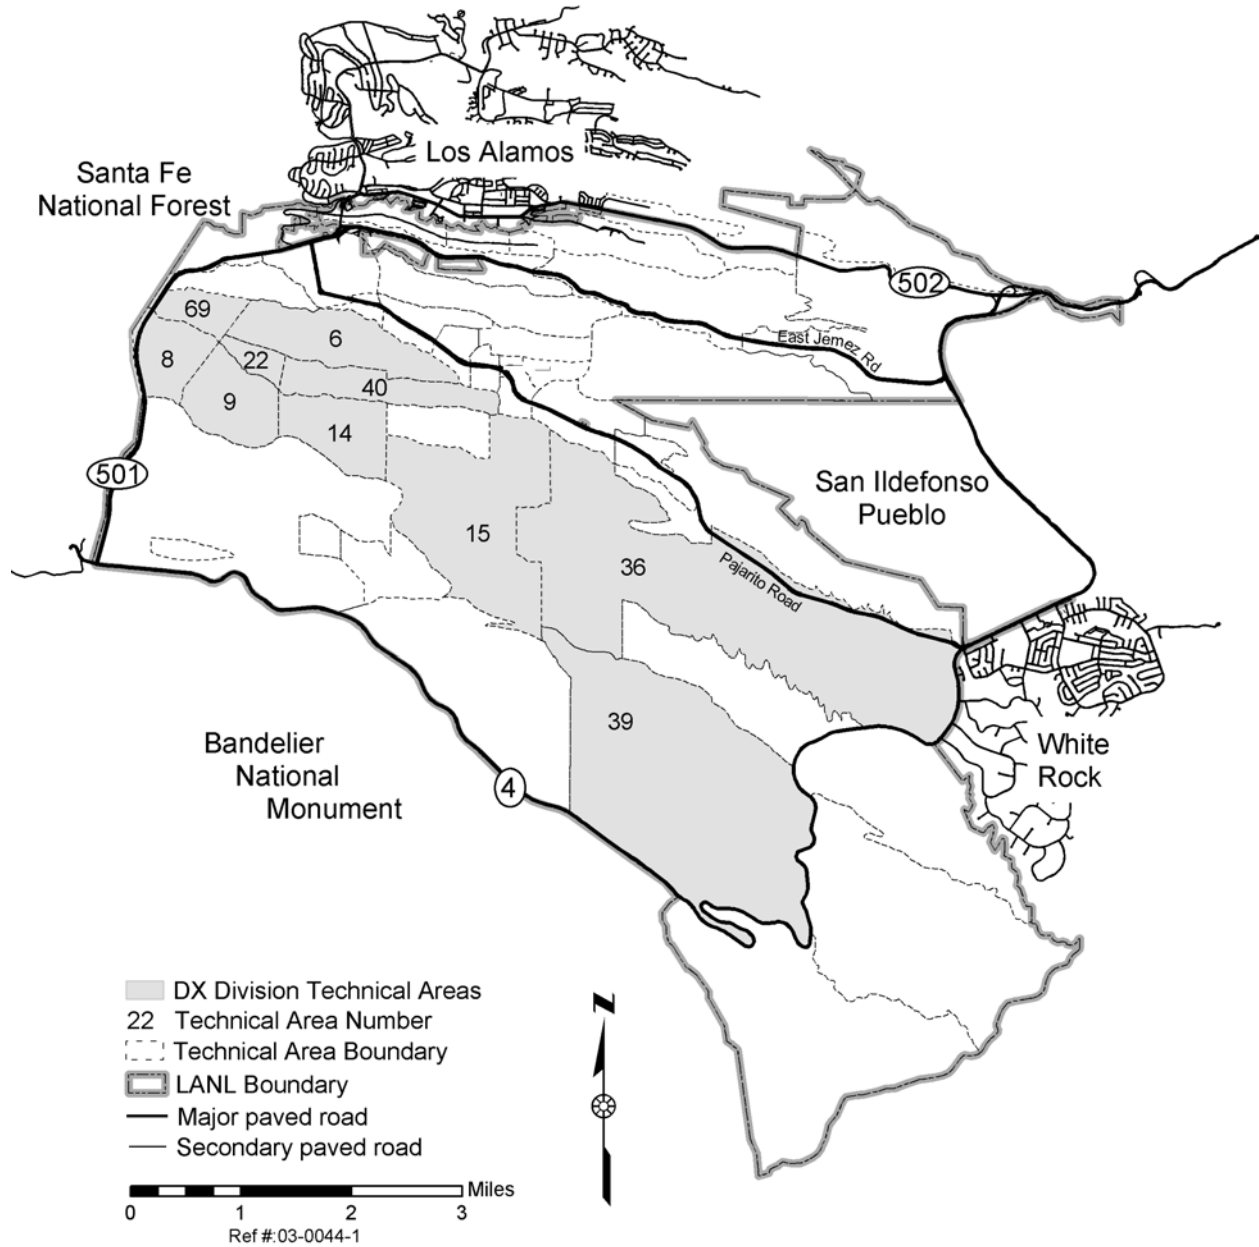 Los Alamos
Santa Fe
National Forest
502
69
6
East Jemez Rd
8
22
40
9
14
501
San Ildefonso
Pueblo
15
36
Pajarito Road
39
Bandelier
National
Monument
White
Rock
4
DX Division Technical Areas
22 Technical Area Number
Technical Area Boundary
LANL Boundary
Major paved road
Secondary paved road
Miles
0 1 2 3
Ref #:03-0044-1
N